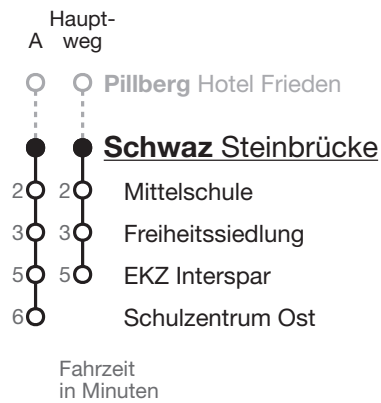 Haupt-
A weg
Pillberg Hotel Frieden
Schwaz Steinbrücke
2 2 Mittelschule
3 3 Freiheitssiedlung
5 5 EKZ Interspar
6 Schulzentrum Ost
Fahrzeit
in Minuten